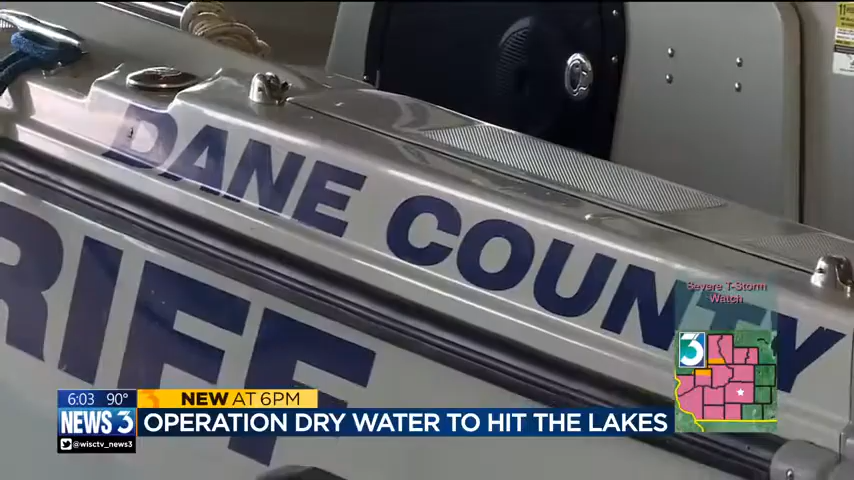 DANE COUNTY
RIFF
Severe T-Storm
Watch
3
6:03 90°
3 NEW AT 6PM
NEWS 3
OPERATION DRY WATER TO HIT THE LAKES
@wisctv_news3